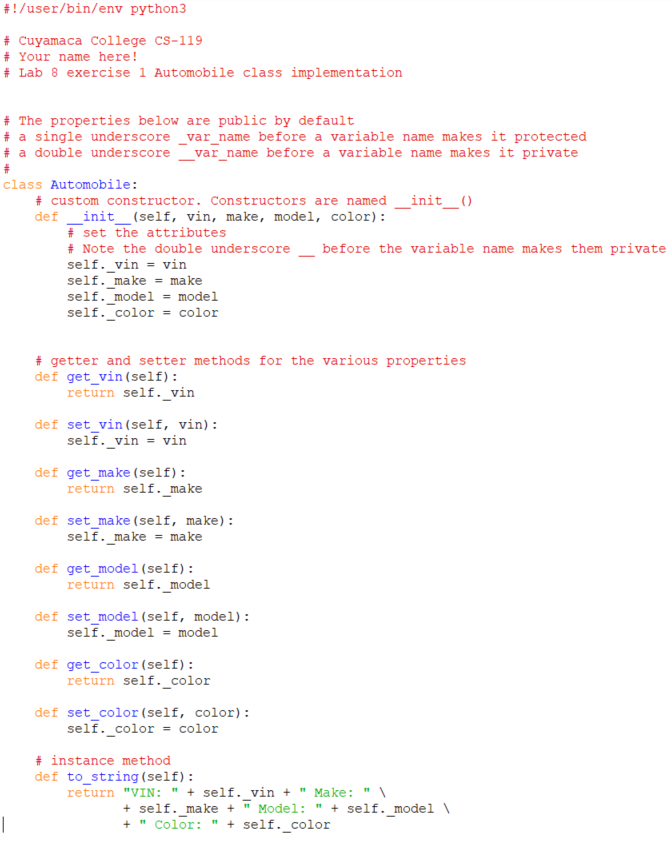 #!/user/bin/env python3
# Cuyamaca College CS-119
# Your name here!
# Lab 8 exercise 1 Automobile class implementation
# The properties below are public by default
# a single underscore _var_name before a variable name makes it protected
# a double underscore __var_name before a variable name makes it private
#
class Automobile:
    # custom constructor. Constructors are named __init__()
    def __init__(self, vin, make, model, color):
        # set the attributes
        # Note the double underscore __ before the variable name makes them private
        self._vin = vin
        self._make = make
        self._model = model
        self._color = color
    # getter and setter methods for the various properties
    def get_vin(self):
        return self._vin
    def set_vin(self, vin):
        self._vin = vin
    def get_make(self):
        return self._make
    def set_make(self, make):
        self._make = make
    def get_model(self):
        return self._model
    def set_model(self, model):
        self._model = model
    def get_color(self):
        return self._color
    def set_color(self, color):
        self._color = color
    # instance method
    def to_string(self):
        return "VIN: " + self._vin + " Make: " \
               + self._make + " Model: " + self._model \
               + " Color: " + self._color